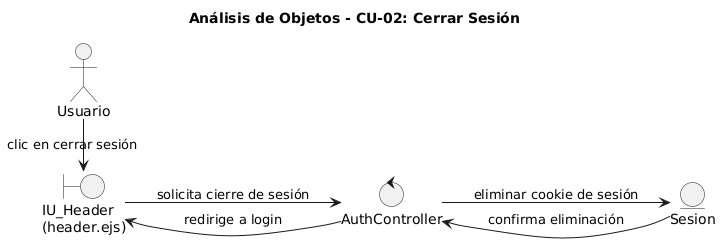 Análisis de Objetos - CU-02: Cerrar Sesión
Usuario
clic en cerrar sesión
solicita cierre de sesión
eliminar cookie de sesión
IU_Header
(header.ejs)
redirige a login
AuthController
confirma eliminación
Sesion